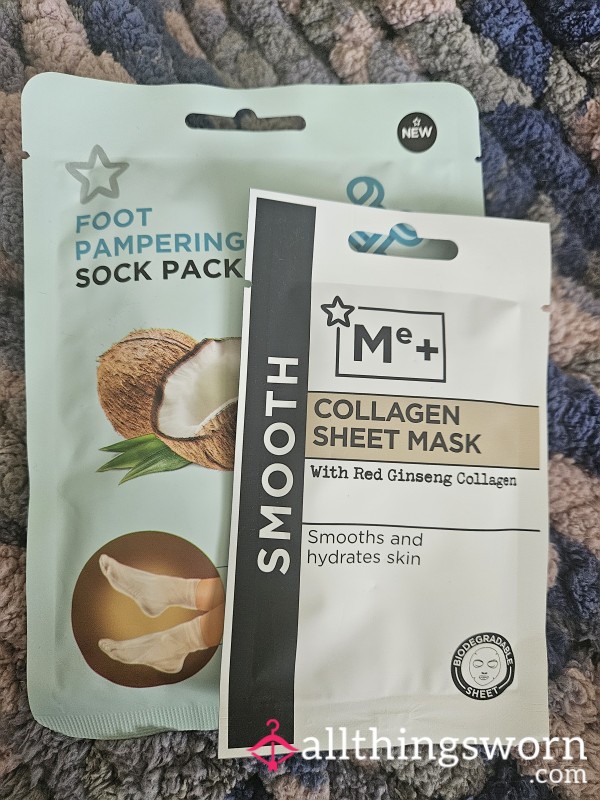 NEW
FOOT
PAMPERING
SOCK PACK
Me+
SMOOTH
COLLAGEN
SHEET MASK
With Red Ginseng Collagen
Smooths and
hydrates skin
BIODEGRADABLE
SHEET
allthingsworn
.com